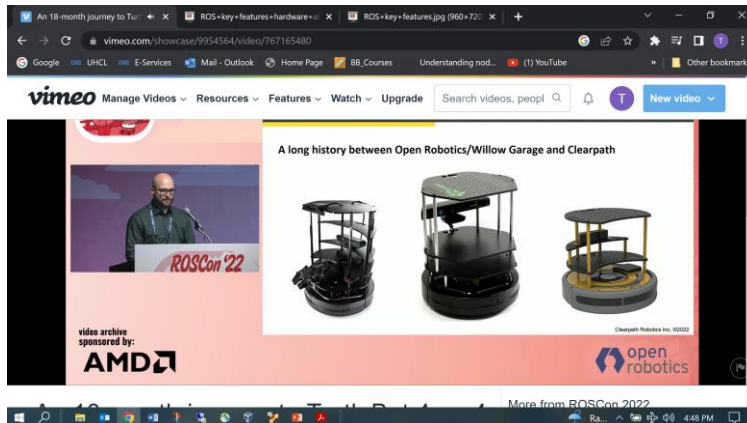 An 18-month journey to Tur
ROS+key+features+hardware+a
ROS+key+features.jpg (960×720
vimeo.com/showcase/9954564/video/767165480
T
Google
UHCL
E-Services
Mail - Outlook
Home Page
BB_Courses
Understanding nod...
(1) YouTube
»
Other bookmark
vimeo
Manage Videos
Resources
Features
Watch
Upgrade
Search videos, peopl
T
New video
A long history between Open Robotics/Willow Garage and Clearpath
ROSCon '22
Clearpath Robotics Inc. ©2022
video archive
sponsored by:
AMD
open
robotics
More from ROSCon 2022
Ra...
4:48 PM